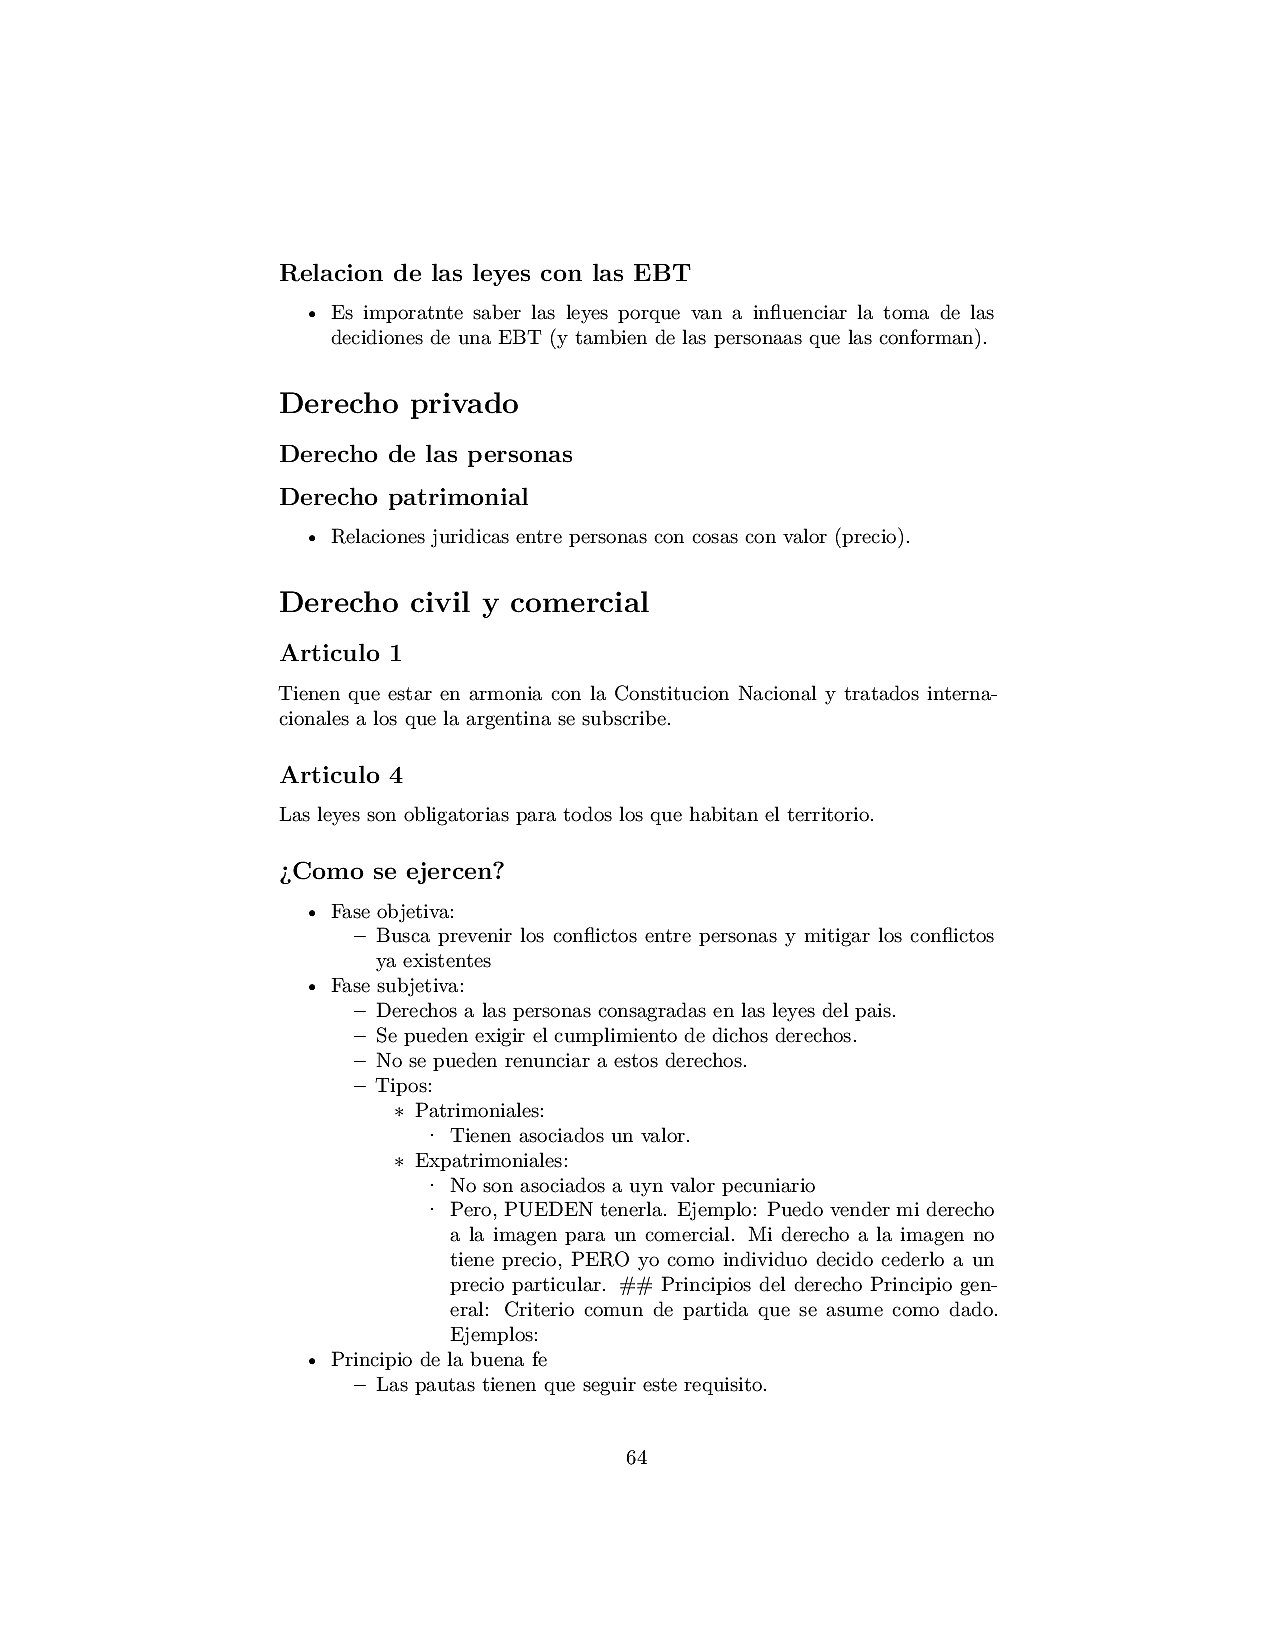 Relacion de las leyes con las EBT
• Es imporatnte saber las leyes porque van a influenciar la toma de las
decidiones de una EBT (y tambien de las personaas que las conforman).
Derecho privado
Derecho de las personas
Derecho patrimonial
• Relaciones juridicas entre personas con cosas con valor (precio).
Derecho civil y comercial
Articulo 1
Tienen que estar en armonia con la Constitucion Nacional y tratados interna-
cionales a los que la argentina se subscribe.
Articulo 4
Las leyes son obligatorias para todos los que habitan el territorio.
¿Como se ejercen?
• Fase objetiva:
– Busca prevenir los conflictos entre personas y mitigar los conflictos
ya existentes
• Fase subjetiva:
– Derechos a las personas consagradas en las leyes del pais.
– Se pueden exigir el cumplimiento de dichos derechos.
– No se pueden renunciar a estos derechos.
– Tipos:
∗ Patrimoniales:
· Tienen asociados un valor.
∗ Expatrimoniales:
· No son asociados a uyn valor pecuniario
· Pero, PUEDEN tenerla. Ejemplo: Puedo vender mi derecho
a la imagen para un comercial. Mi derecho a la imagen no
tiene precio, PERO yo como individuo decido cederlo a un
precio particular. ## Principios del derecho Principio gen-
eral: Criterio comun de partida que se asume como dado.
Ejemplos:
• Principio de la buena fe
– Las pautas tienen que seguir este requisito.
64